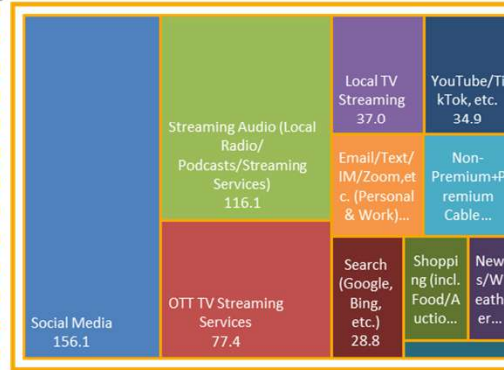 Social Media
156.1
Streaming Audio (Local
Radio/
Podcasts/Streaming
Services)
116.1
OTT TV Streaming
Services
77.4
Local TV
Streaming
37.0
YouTube/Ti
kTok, etc.
34.9
Email/Text/
IM/Zoom,et
c. (Personal
& Work)...
Non-
Premium+P
remium
Cable...
Search
(Google,
Bing,
etc.)
28.8
Shoppi
ng (incl.
Food/A
uctio...
New
s/W
eath
er...